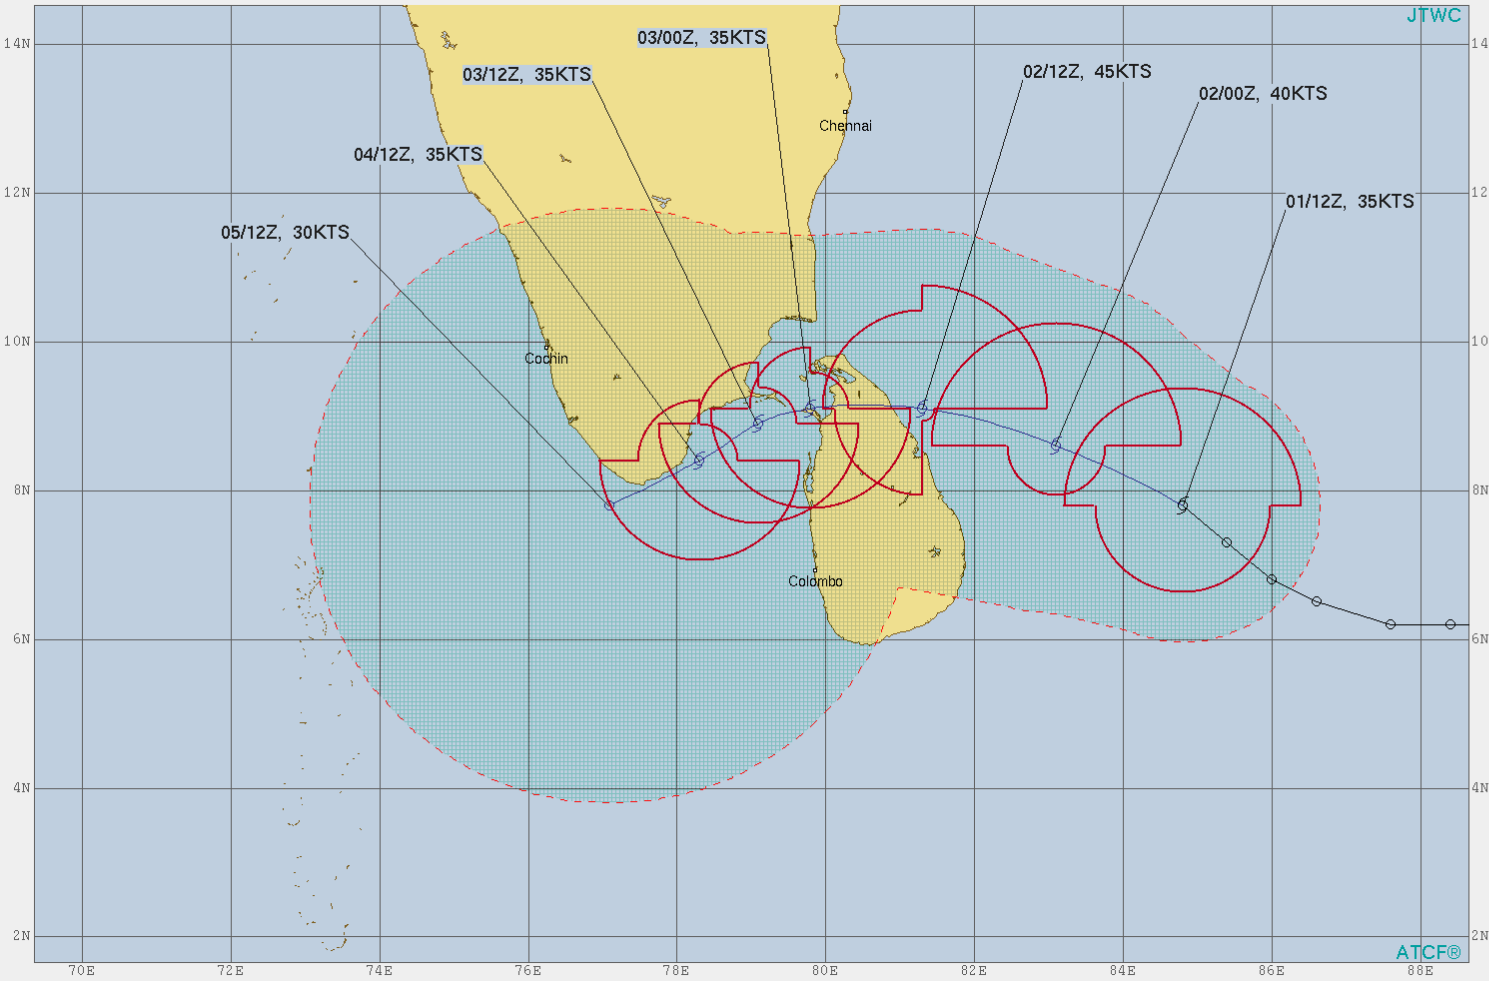 JTWC
03/00Z, 35KTS
14N
14
03/12Z, 35KTS
02/12Z, 45KTS
02/00Z, 40KTS
Chennai
04/12Z, 35KTS
12N
12
01/12Z, 35KTS
05/12Z, 30KTS
10N
10
Cochin
8N
8N
Colombo
6N
6N
4N
4N
2N
2N
ATCF®
70E
72E
74E
76E
78E
80E
82E
84E
86E
88E